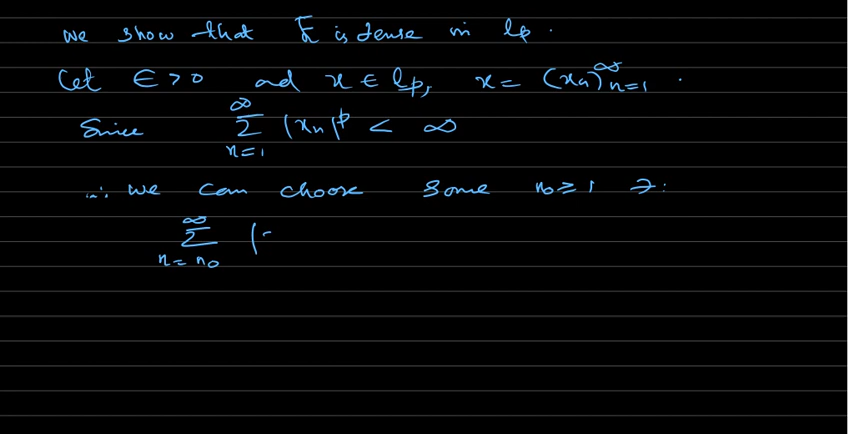 We show that E is dense in lp.
Let ϵ > 0 and x ∈ lp, x = (xn)_{n=1}^{∞}.
Since ∑_{n=1}^{∞} |xn|^p < ∞
∴ we can choose some n₀ ≥ 1 ∋:
∑_{n=n₀}^{∞} |